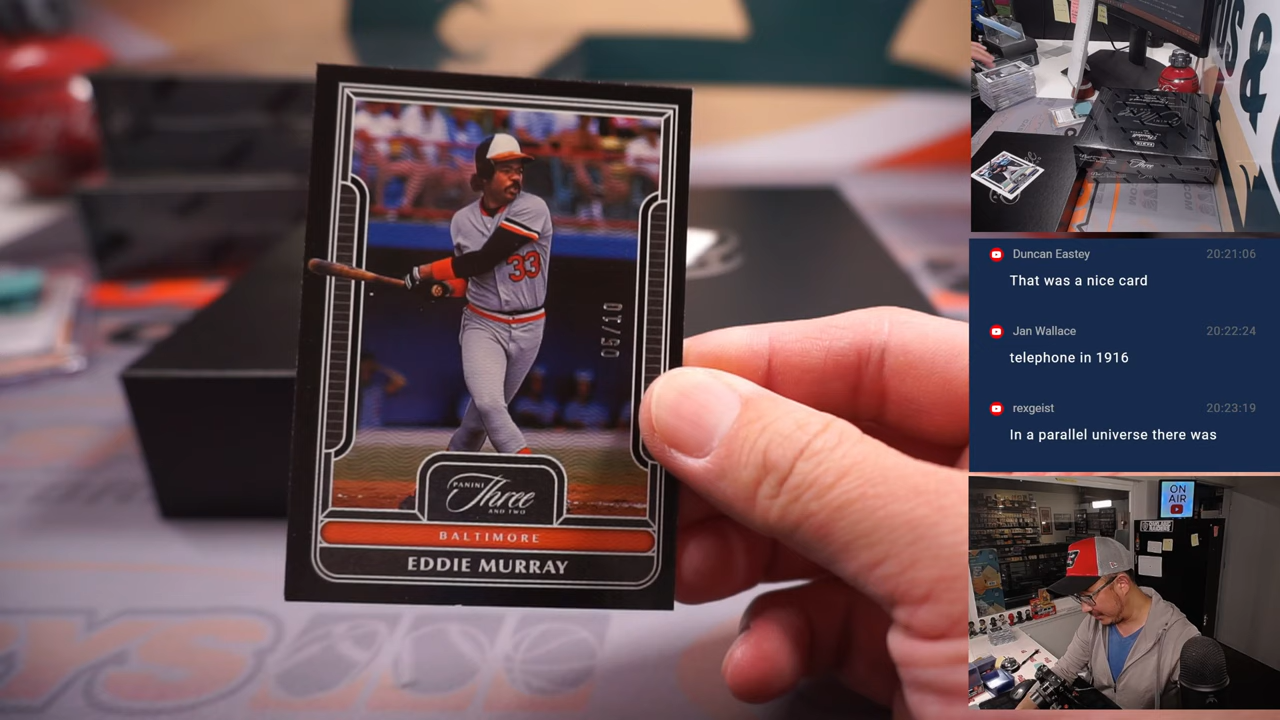 33
05/10
PANINI
Three
AND TWO
BALTIMORE
EDDIE MURRAY
Duncan Eastey 20:21:06
That was a nice card
Jan Wallace 20:22:24
telephone in 1916
rexgeist 20:23:19
In a parallel universe there was
ON
AIR
Three